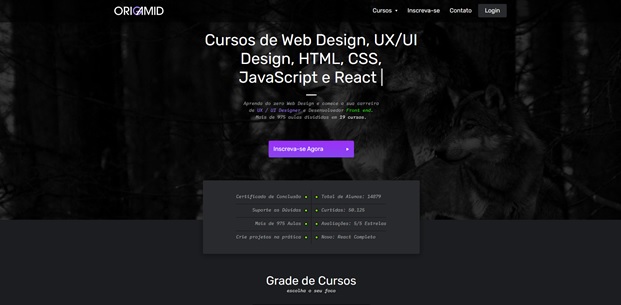 ORIGAMID
Cursos Inscreva-se Contato Login
Cursos de Web Design, UX/UI
Design, HTML, CSS,
JavaScript e React
Aprenda do zero Web Design e comece a sua carreira
de UX / UI Designer e Desenvolvedor Front-end.
Mais de 975 aulas divididas em 19 cursos.
Inscreva-se Agora
Certificado de Conclusão Total de Alunos: 14079
Suporte as Dúvidas Curtidas: 50.125
Mais de 975 Aulas Avaliações: 5/5 Estrelas
Crie projetos na prática Novo: React Completo
Grade de Cursos
escolha o seu foco